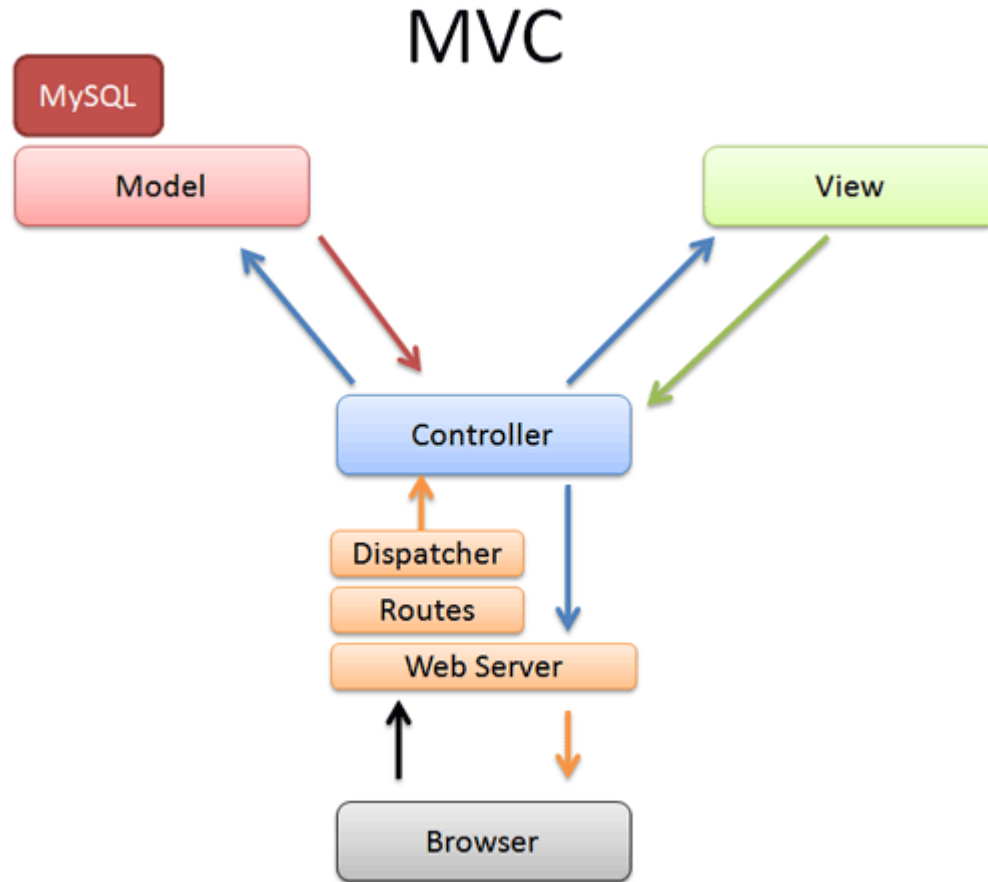 MVC
MySQL
Model
View
Controller
Dispatcher
Routes
Web Server
Browser